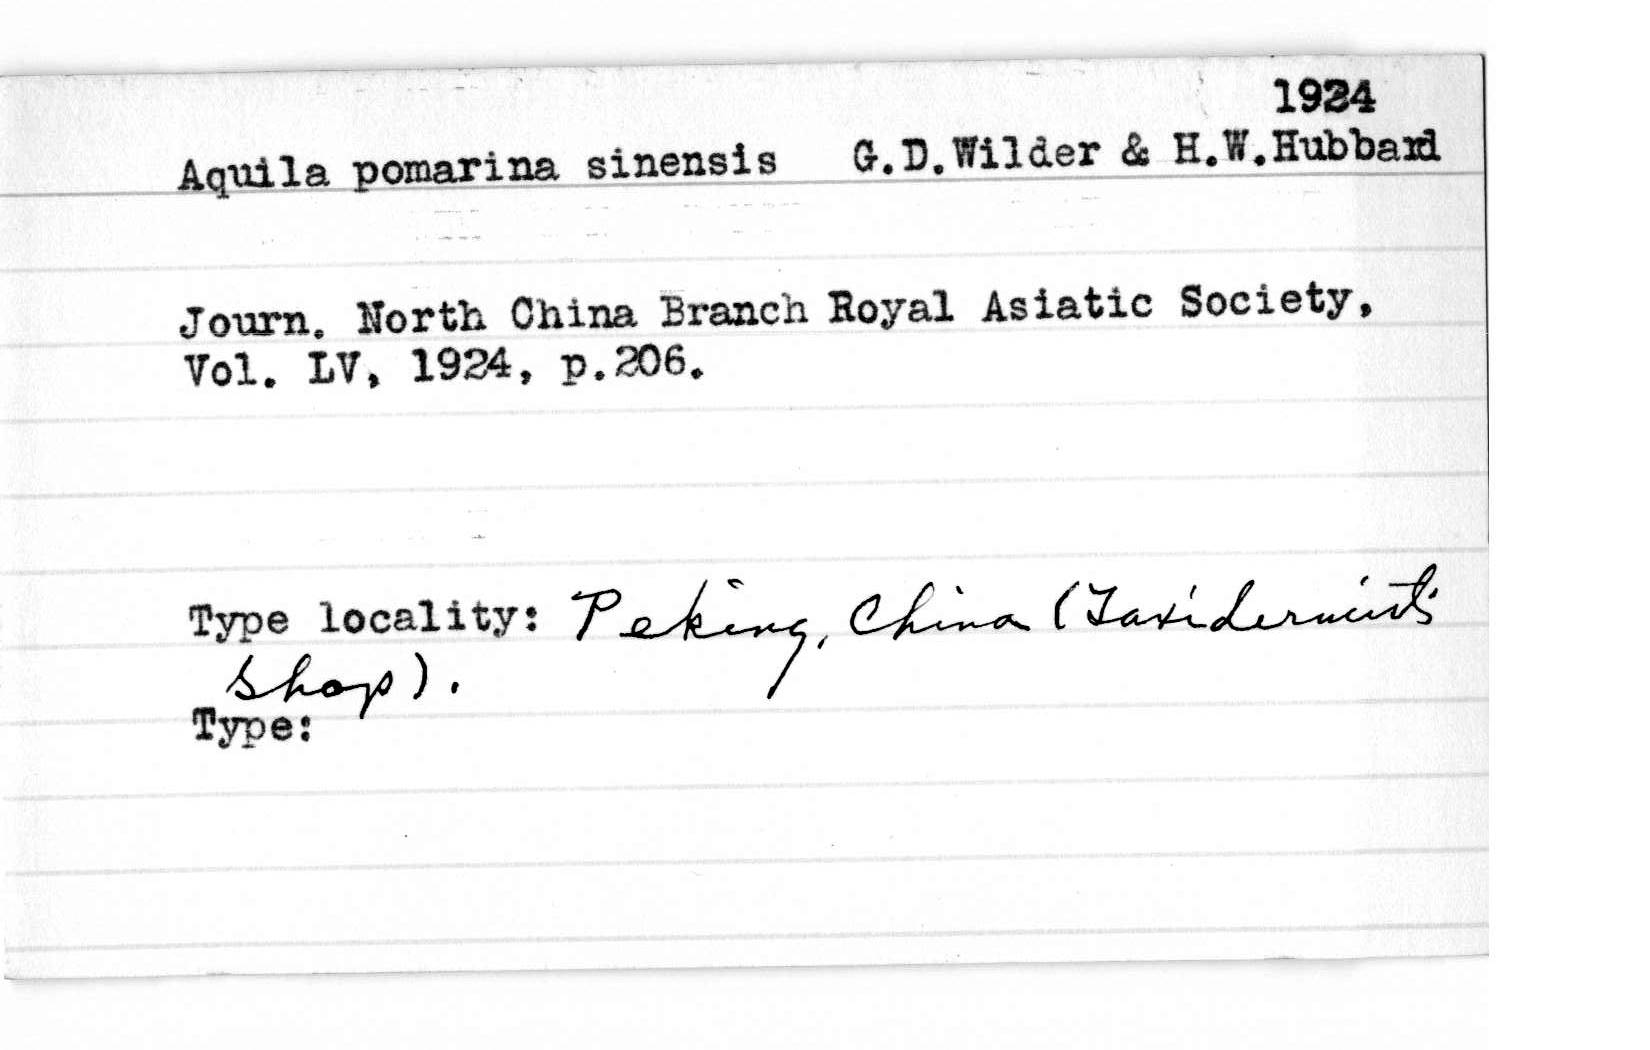 1924
Aquila pomarina sinensis G.D.Wilder & H.W.Hubbard
Journ. North China Branch Royal Asiatic Society,
Vol. LV, 1924, p.206.
Type locality: Peking, China (Taxidermist's
shop).
Type: